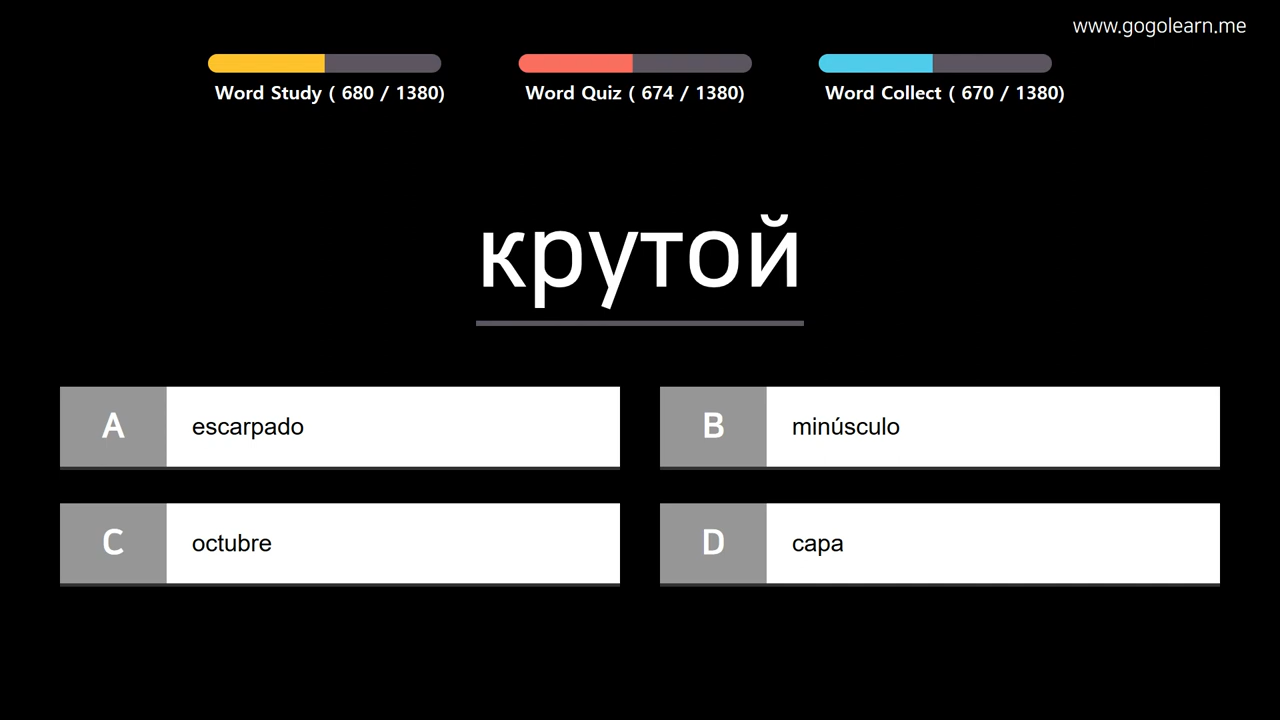 www.gogolearn.me
Word Study ( 680 / 1380)
Word Quiz ( 674 / 1380)
Word Collect ( 670 / 1380)
крутой
A escarpado
B minúsculo
C octubre
D capa